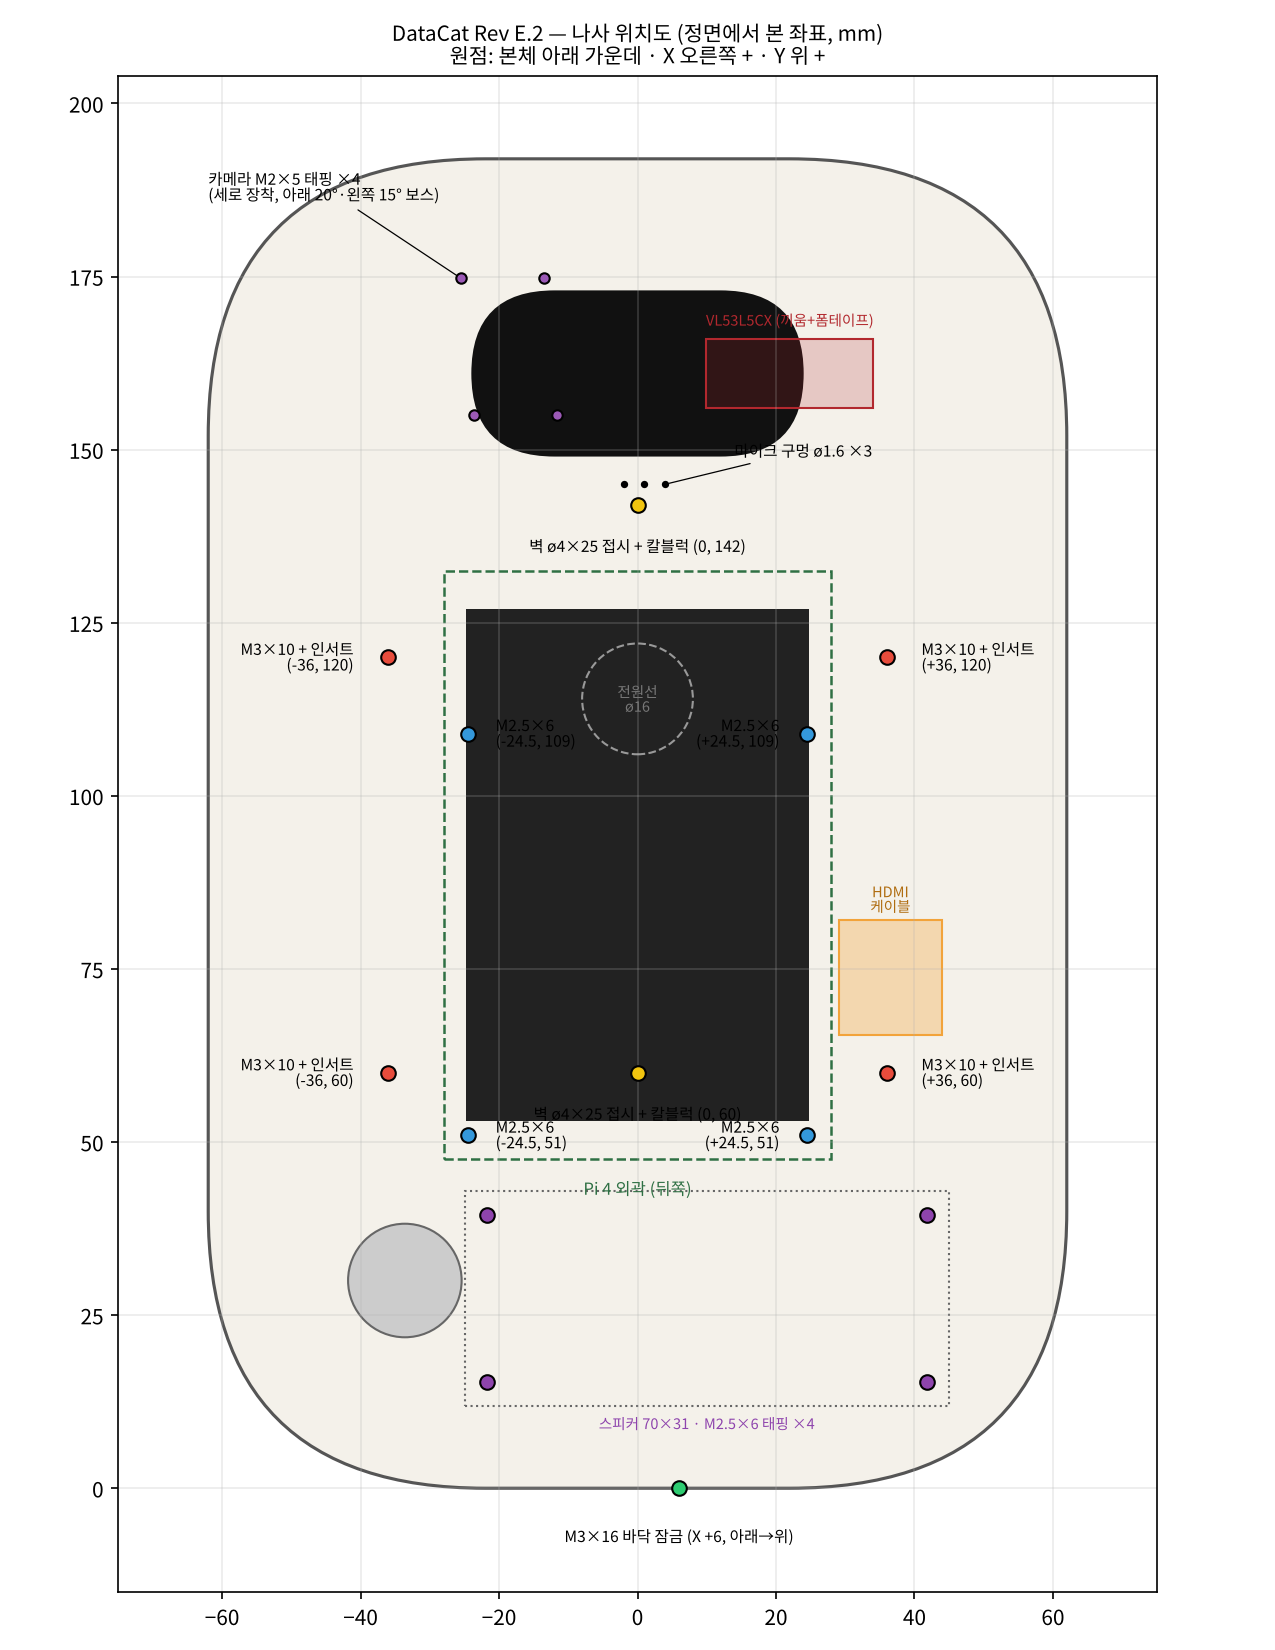 DataCat Rev E.2 — 나사 위치도 (정면에서 본 좌표, mm)
원점: 본체 아래 가운데 · X 오른쪽 + · Y 위 +
200
카메라 M2×5 태핑 ×4
(세로 장착, 아래 20°·왼쪽 15° 보스)
175
VL53L5CX (끼움+폼테이프)
150
마이크 구멍 ø1.6 ×3
벽 ø4×25 접시 + 칼블럭 (0, 142)
125
M3×10 + 인서트
(-36, 120)
M3×10 + 인서트
(+36, 120)
전원선
ø16
M2.5×6
(-24.5, 109)
M2.5×6
(+24.5, 109)
100
HDMI
케이블
75
M3×10 + 인서트
(-36, 60)
M3×10 + 인서트
(+36, 60)
벽 ø4×25 접시 + 칼블럭 (0, 60)
M2.5×6
(-24.5, 51)
M2.5×6
(+24.5, 51)
50
Pi 4 외곽 (뒤쪽)
25
스피커 70×31 · M2.5×6 태핑 ×4
0
M3×16 바닥 잠금 (X +6, 아래→위)
−60 −40 −20 0 20 40 60